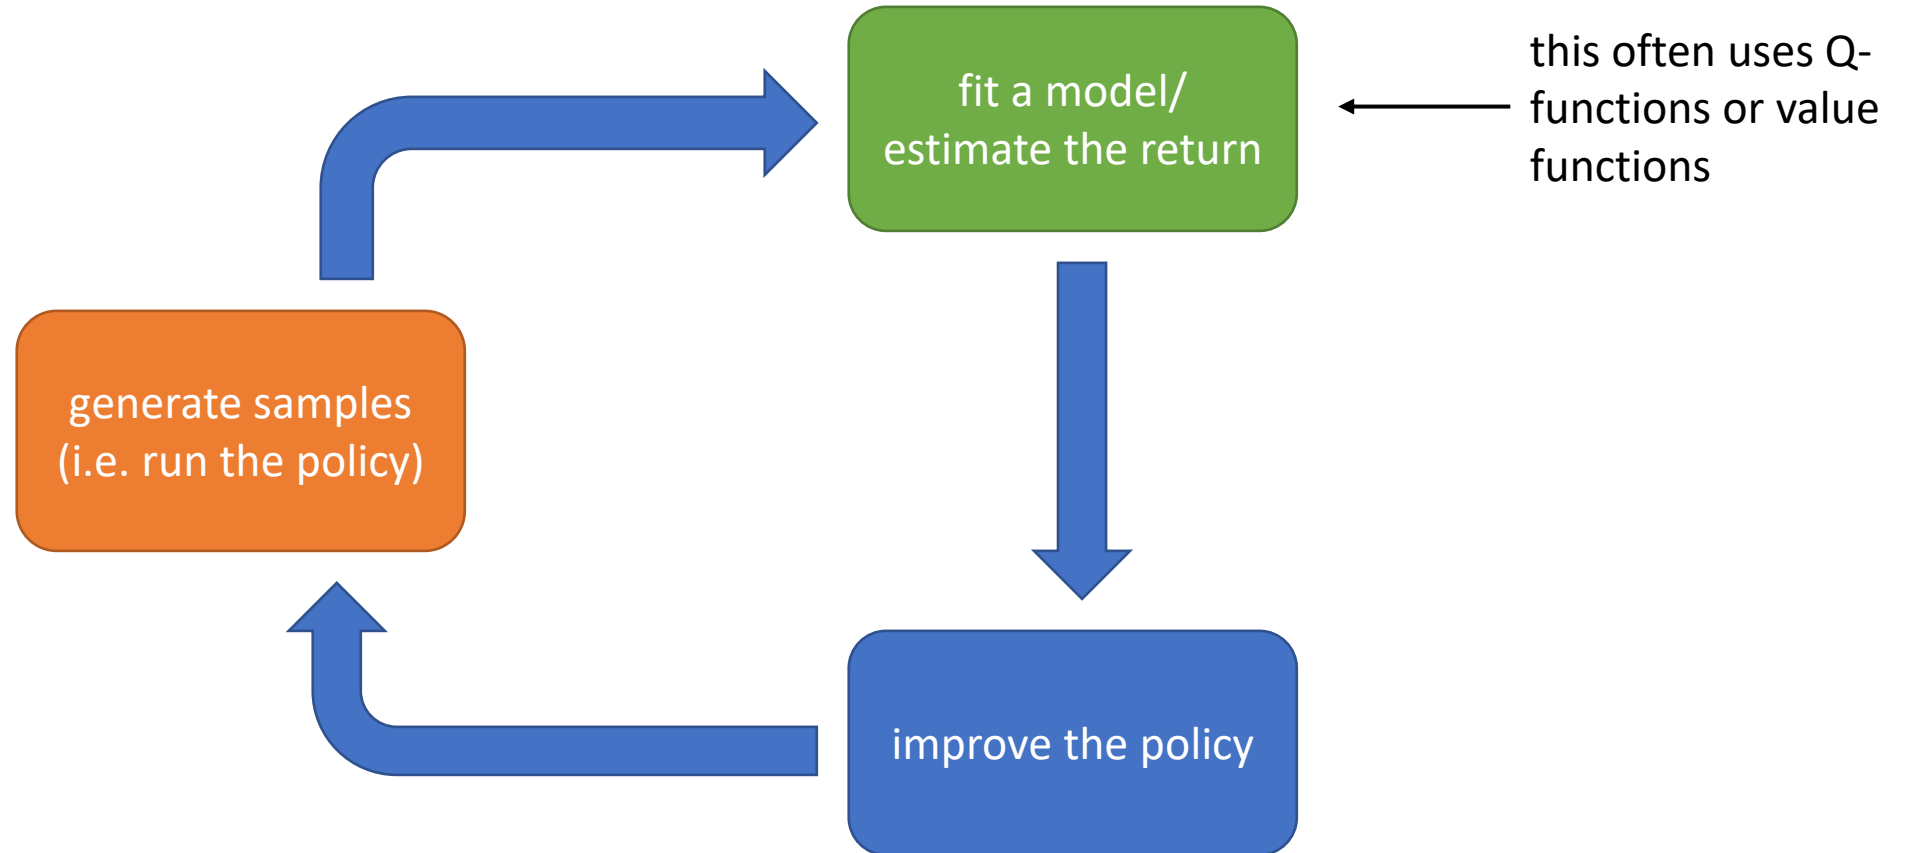 fit a model/
estimate the return
this often uses Q-
functions or value
functions
generate samples
(i.e. run the policy)
improve the policy